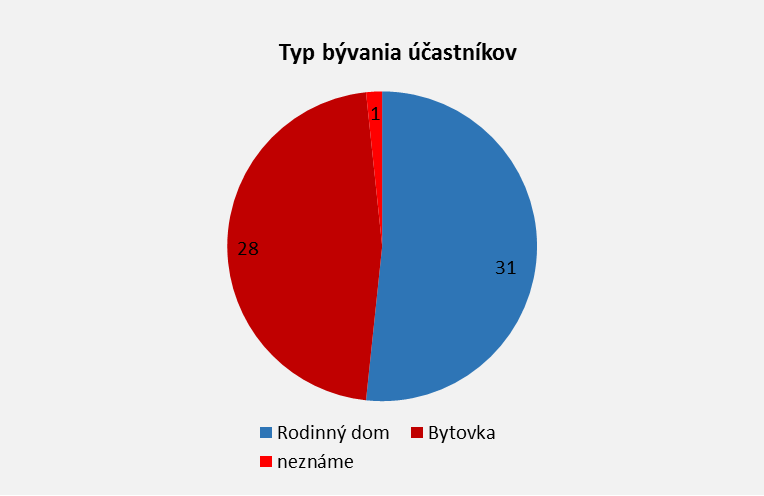 Typ bývania účastníkov
1
28
31
Rodinný dom
Bytovka
neznáme